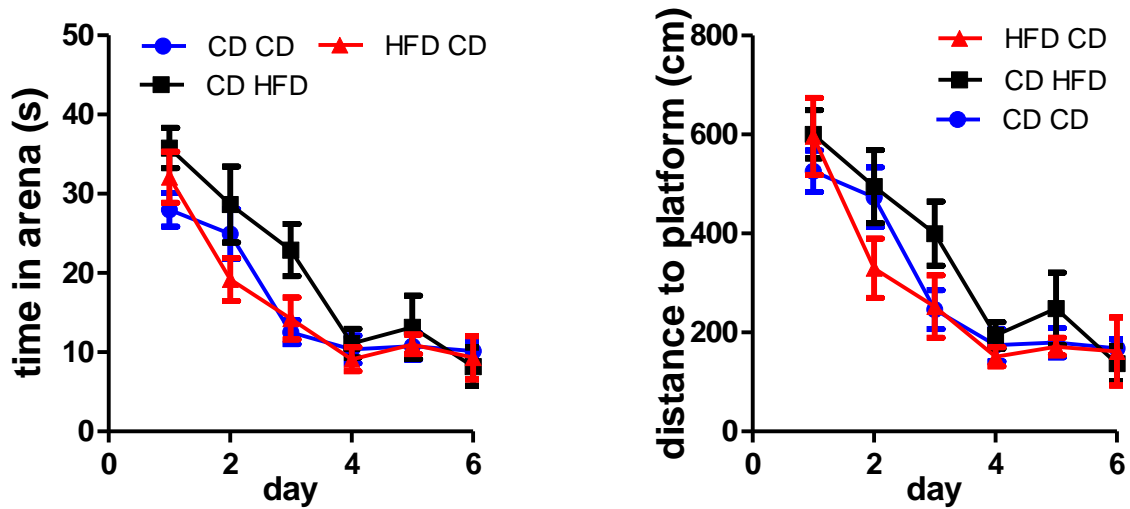 50
40
30
20
10
0
0 2 4 6
time in arena (s)
day
CD CD HFD CD
CD HFD
800
600
400
200
0
0 2 4 6
distance to platform (cm)
day
HFD CD
CD HFD
CD CD